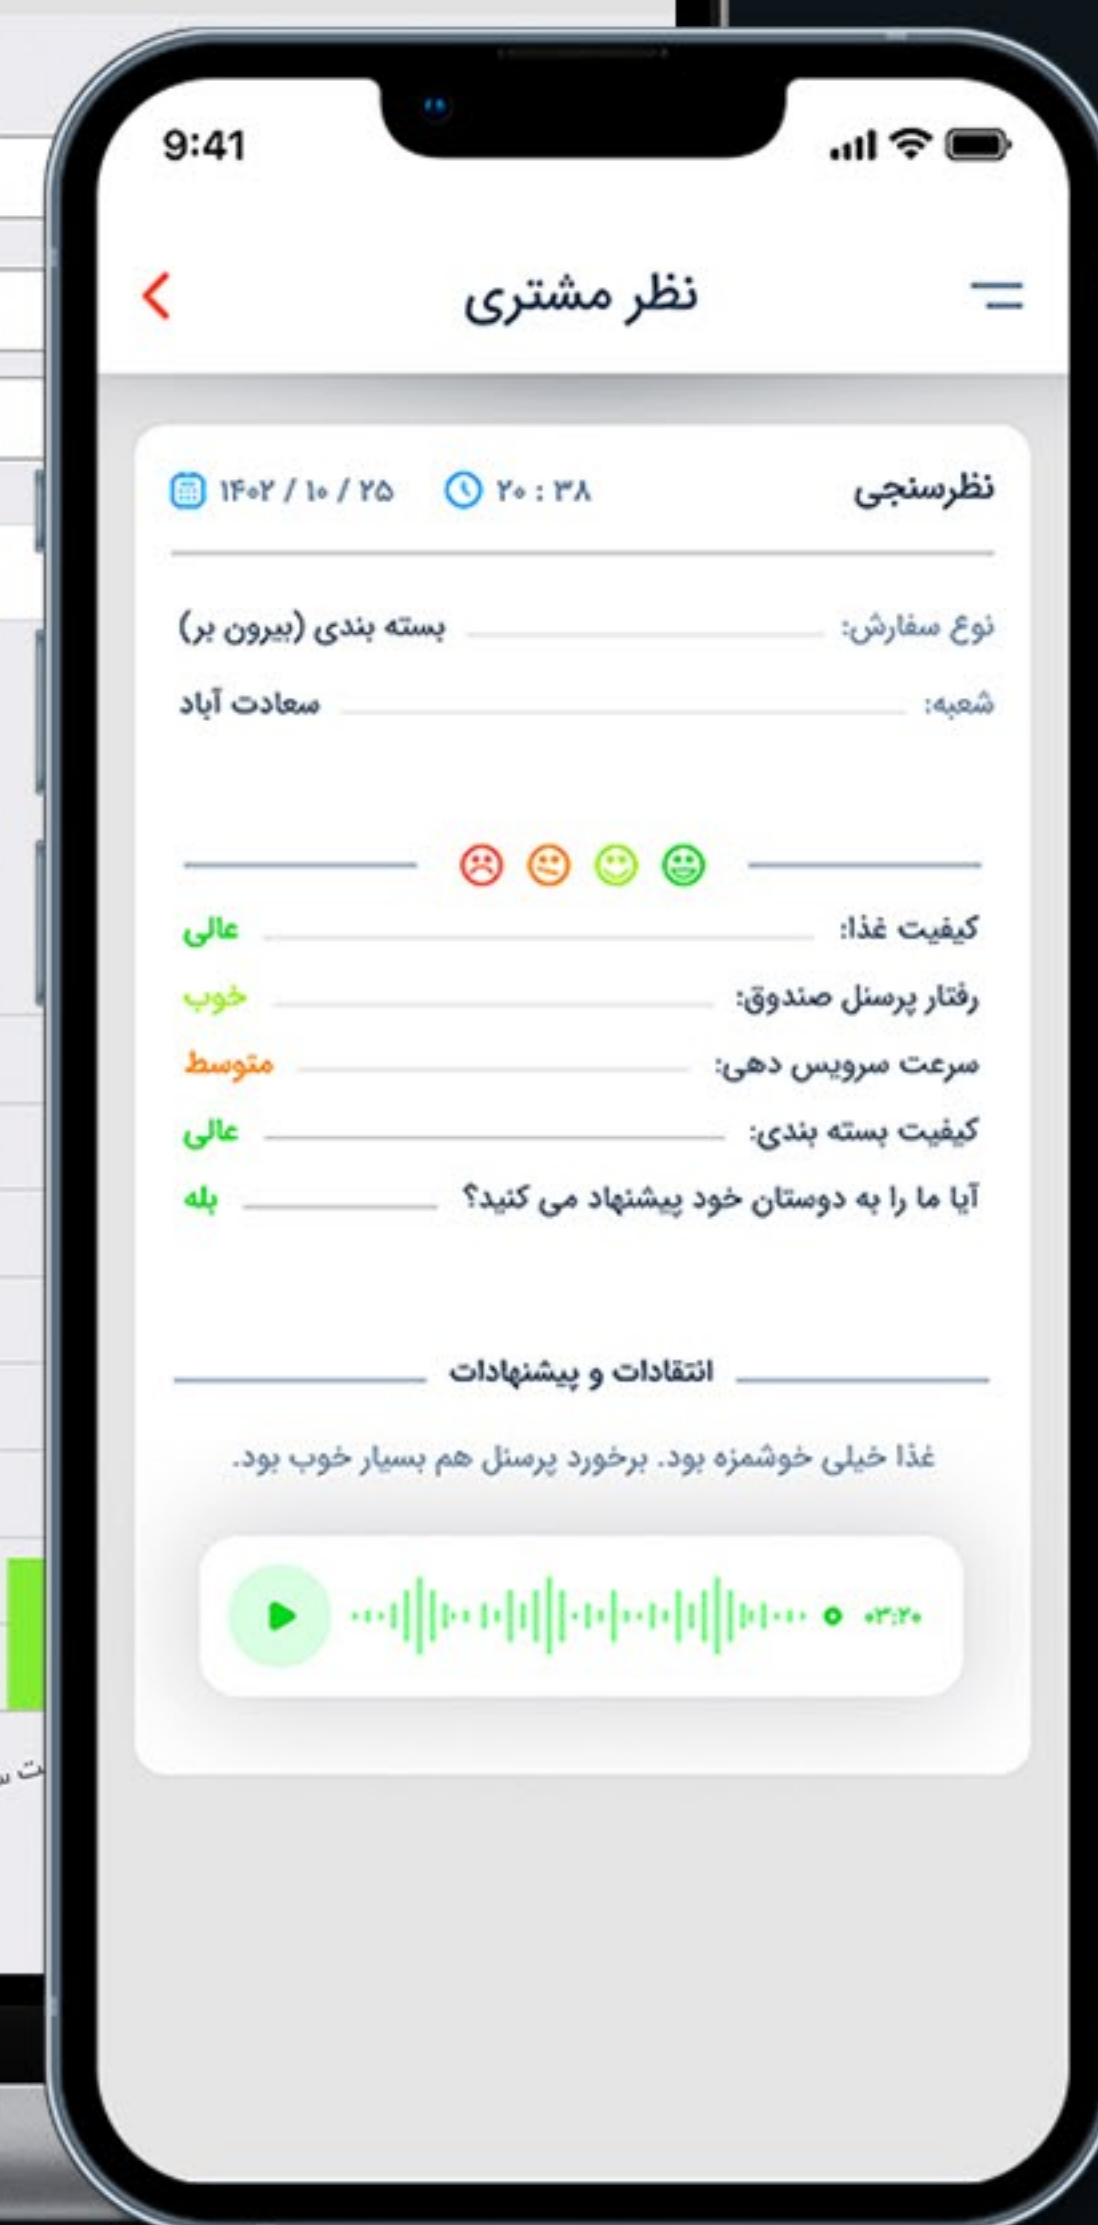 9:41
نظر مشتری
نظرسنجی ۲۰ : ۳۸ ۱۴۰۲ / ۱۰ / ۲۵
نوع سفارش: بسته بندی (بیرون بر)
شعبه: سعادت آباد
کیفیت غذا: عالی
رفتار پرسنل صندوق: خوب
سرعت سرویس دهی: متوسط
کیفیت بسته بندی: عالی
آیا ما را به دوستان خود پیشنهاد می کنید؟ بله
انتقادات و پیشنهادات
غذا خیلی خوشمزه بود. برخورد پرسنل هم بسیار خوب بود.
۰۳:۲۰